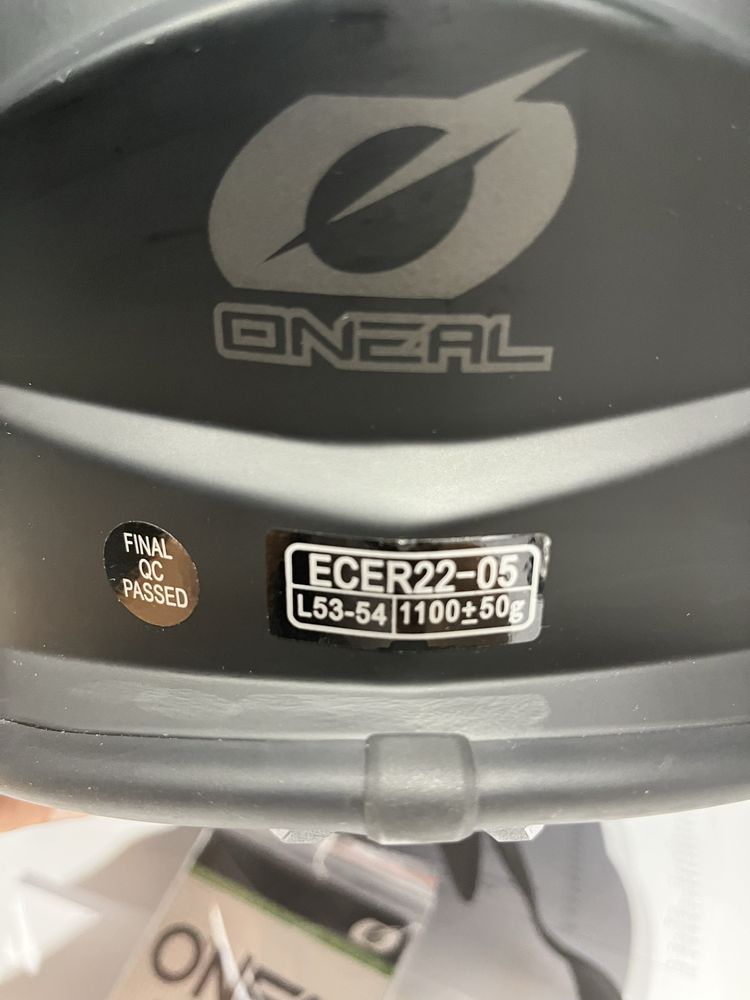 ONEAL
FINAL
QC
PASSED
ECER22-05
L53-54 1100±50g
ONEAL